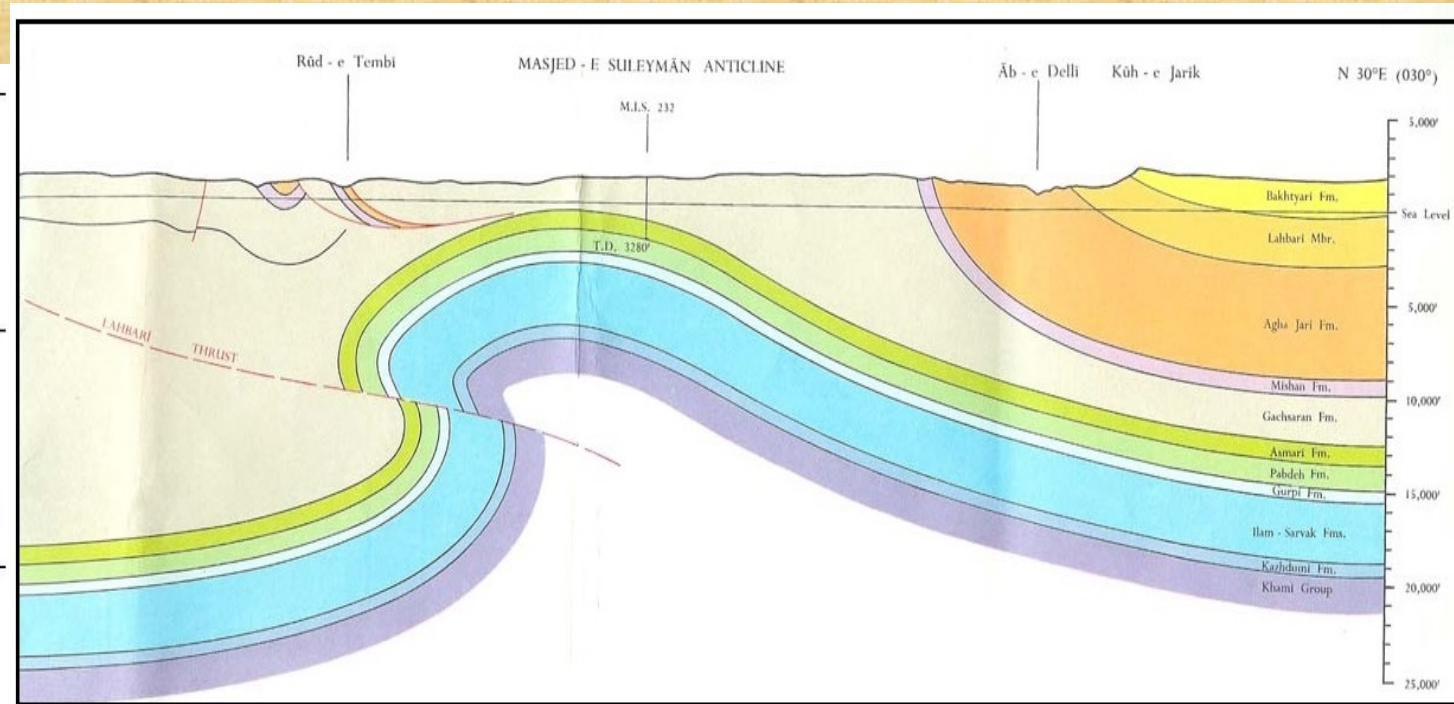 Rūd - e Tembi
MASJED - E SULEYMĀN ANTICLINE
Āb - e Delli
Kūh - e Jarik
N 30°E (030°)
M.I.S. 232
5,000'
Bakhtyari Fm.
Sea Level
Lahbari Mbr.
T.D. 3280'
5,000'
Agha Jari Fm.
LAHBARĪ THRUST
Mishan Fm.
10,000'
Gachsaran Fm.
Asmari Fm.
Pabdeh Fm.
Gurpi Fm.
15,000'
Ilam - Sarvak Fms.
Kazhdumi Fm.
Khami Group
20,000'
25,000'